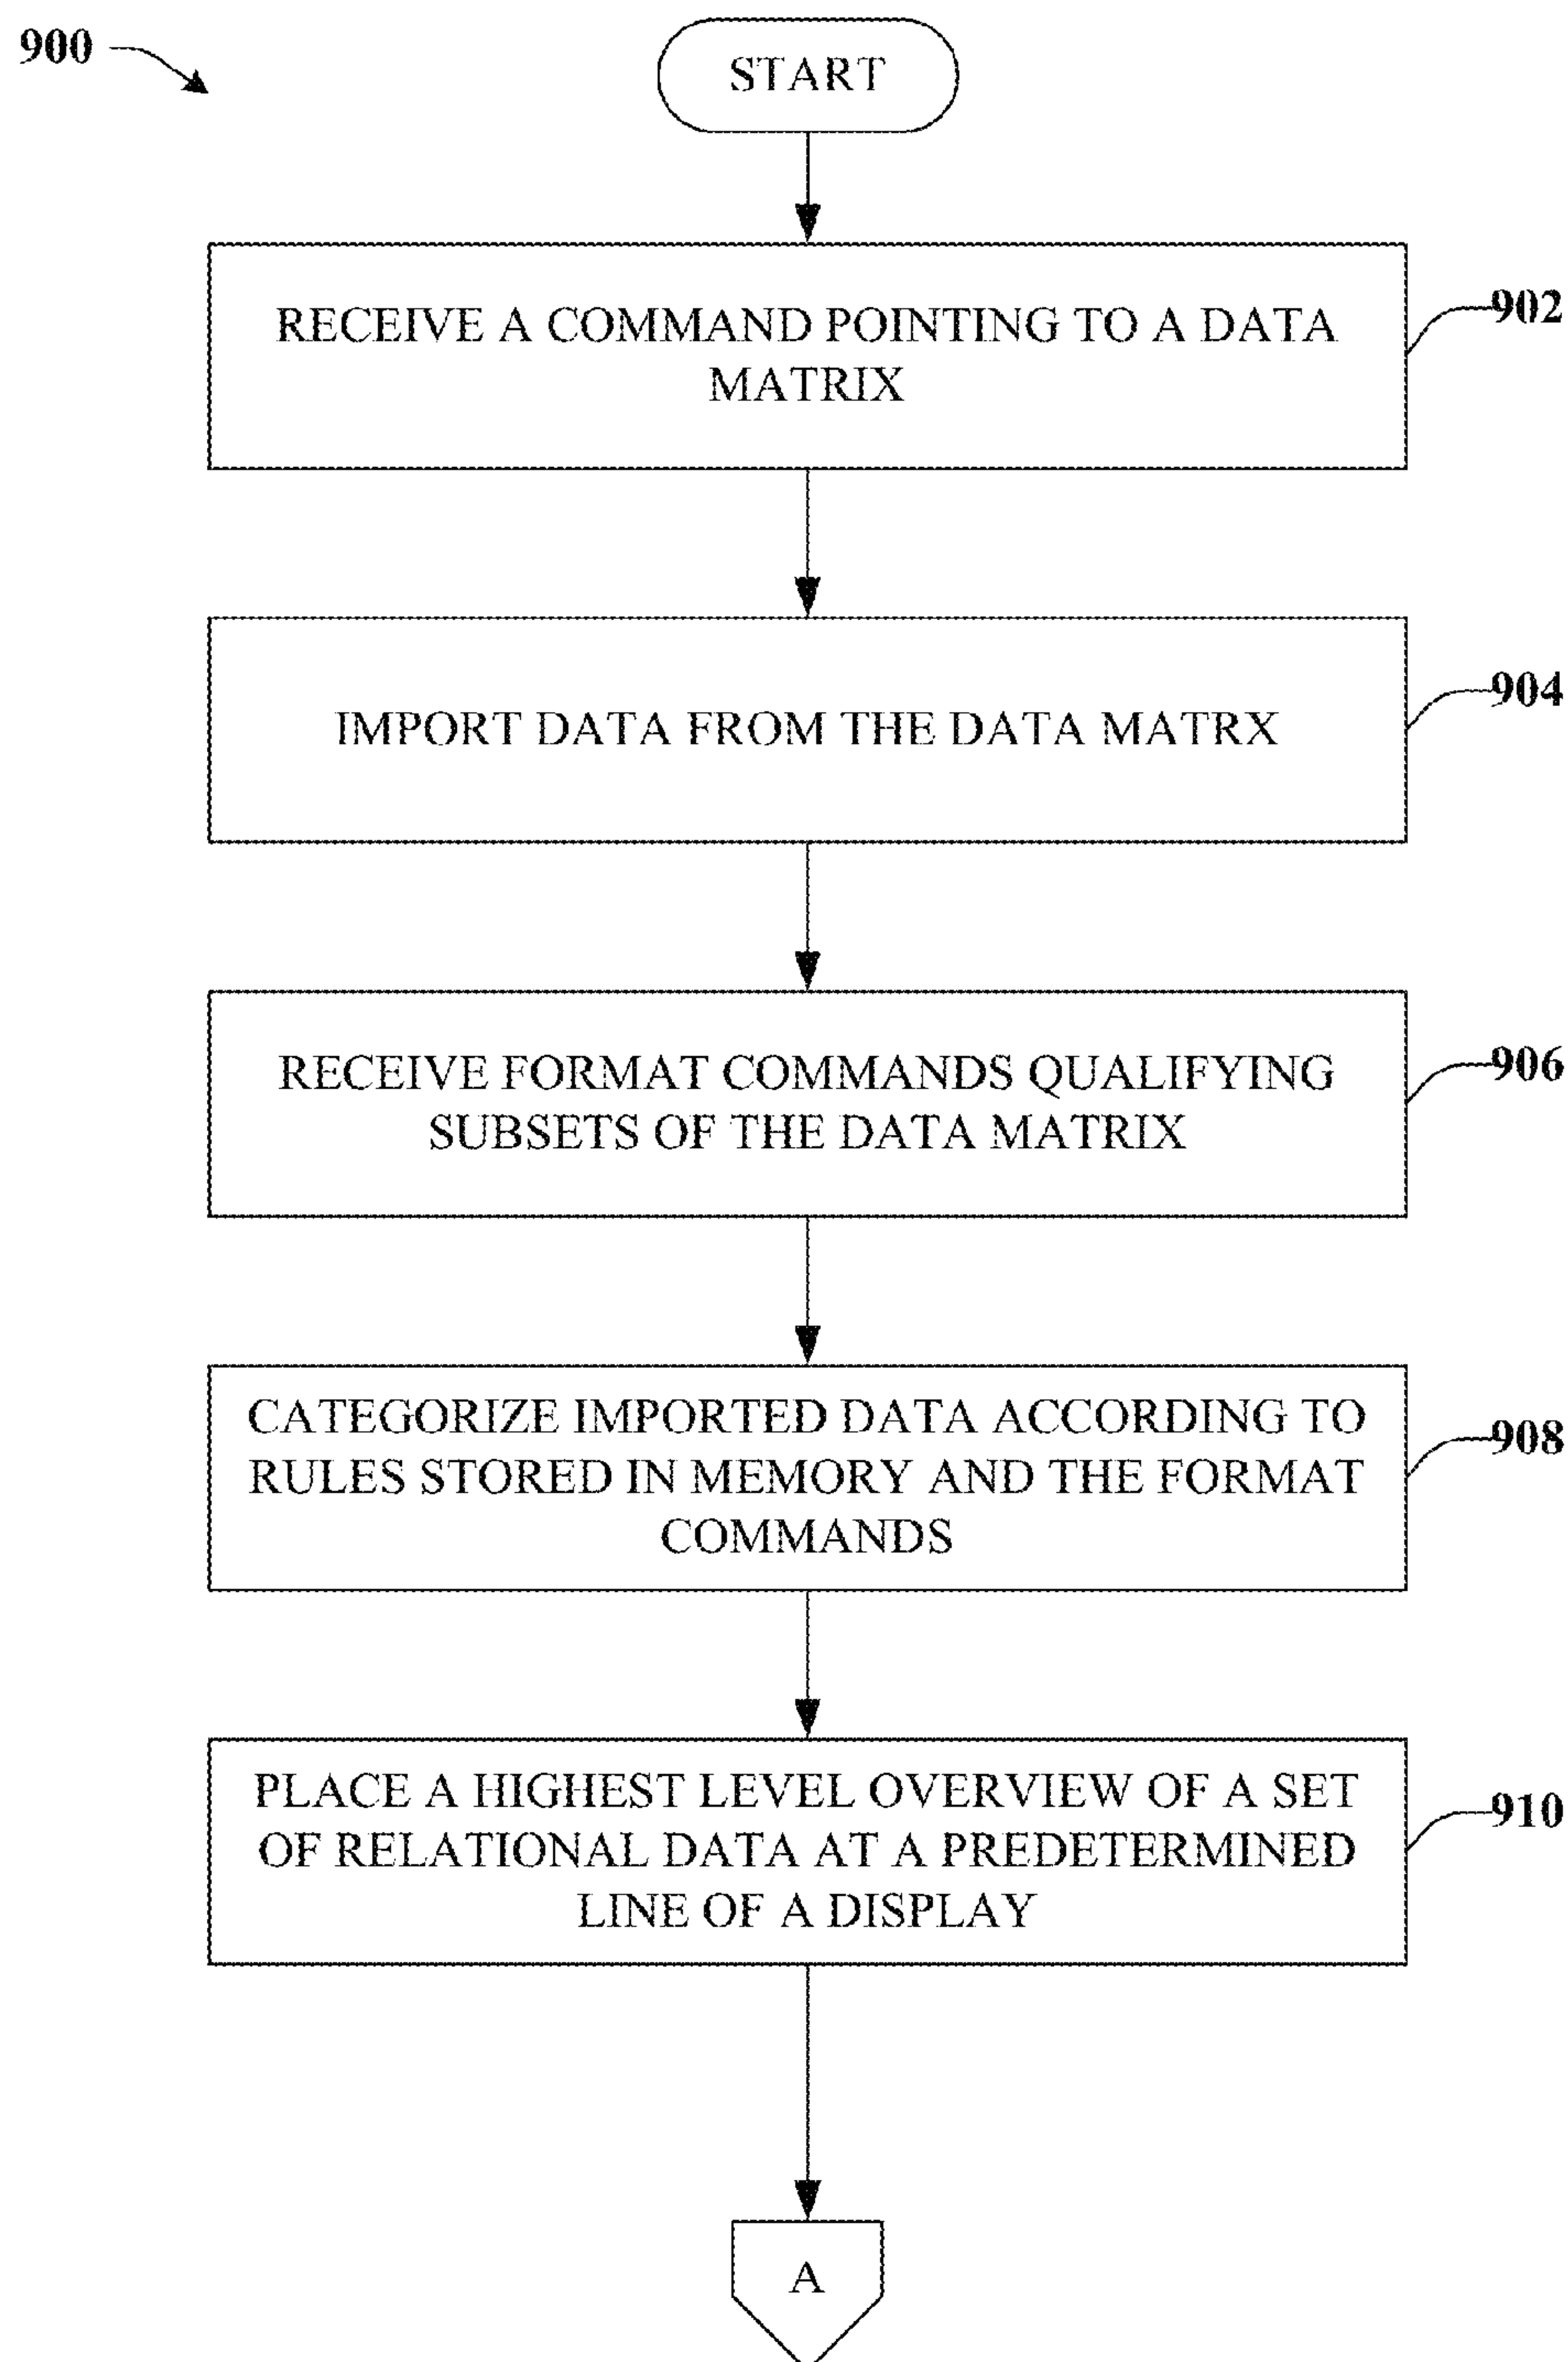 900
START
RECEIVE A COMMAND POINTING TO A DATA
MATRIX
902
IMPORT DATA FROM THE DATA MATRX
904
RECEIVE FORMAT COMMANDS QUALIFYING
SUBSETS OF THE DATA MATRIX
906
CATEGORIZE IMPORTED DATA ACCORDING TO
RULES STORED IN MEMORY AND THE FORMAT
COMMANDS
908
PLACE A HIGHEST LEVEL OVERVIEW OF A SET
OF RELATIONAL DATA AT A PREDETERMINED
LINE OF A DISPLAY
910
A